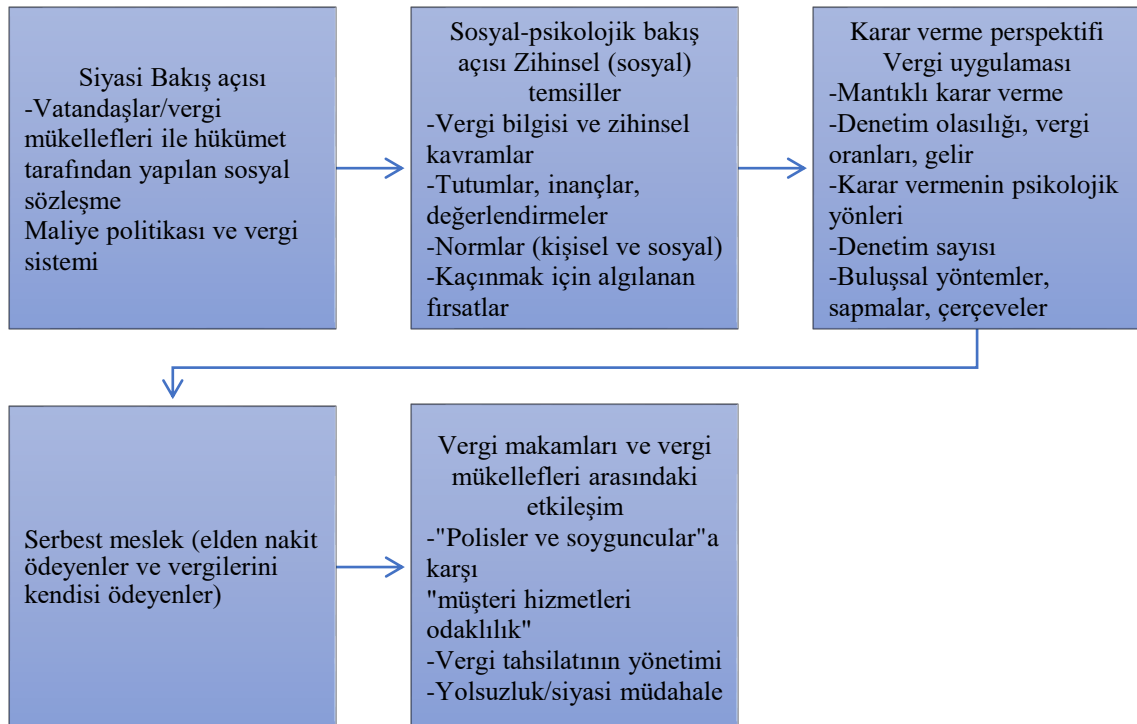 Siyasi Bakış açısı
-Vatandaşlar/vergi
mükellefleri ile hükümet
tarafından yapılan sosyal
sözleşme
Maliye politikası ve vergi
sistemi
Sosyal-psikolojik bakış
açısı Zihinsel (sosyal)
temsiller
-Vergi bilgisi ve zihinsel
kavramlar
-Tutumlar, inançlar,
değerlendirmeler
-Normlar (kişisel ve sosyal)
-Kaçınmak için algılanan
fırsatlar
Karar verme perspektifi
Vergi uygulaması
-Mantıklı karar verme
-Denetim olasılığı, vergi
oranları, gelir
-Karar vermenin psikolojik
yönleri
-Denetim sayısı
-Buluşsal yöntemler,
sapmalar, çerçeveler
Serbest meslek (elden nakit
ödeyenler ve vergilerini
kendisi ödeyenler)
Vergi makamları ve vergi
mükellefleri arasındaki
etkileşim
-"Polisler ve soyguncular"a
karşı
"müşteri hizmetleri
odaklılık"
-Vergi tahsilatının yönetimi
-Yolsuzluk/siyasi müdahale